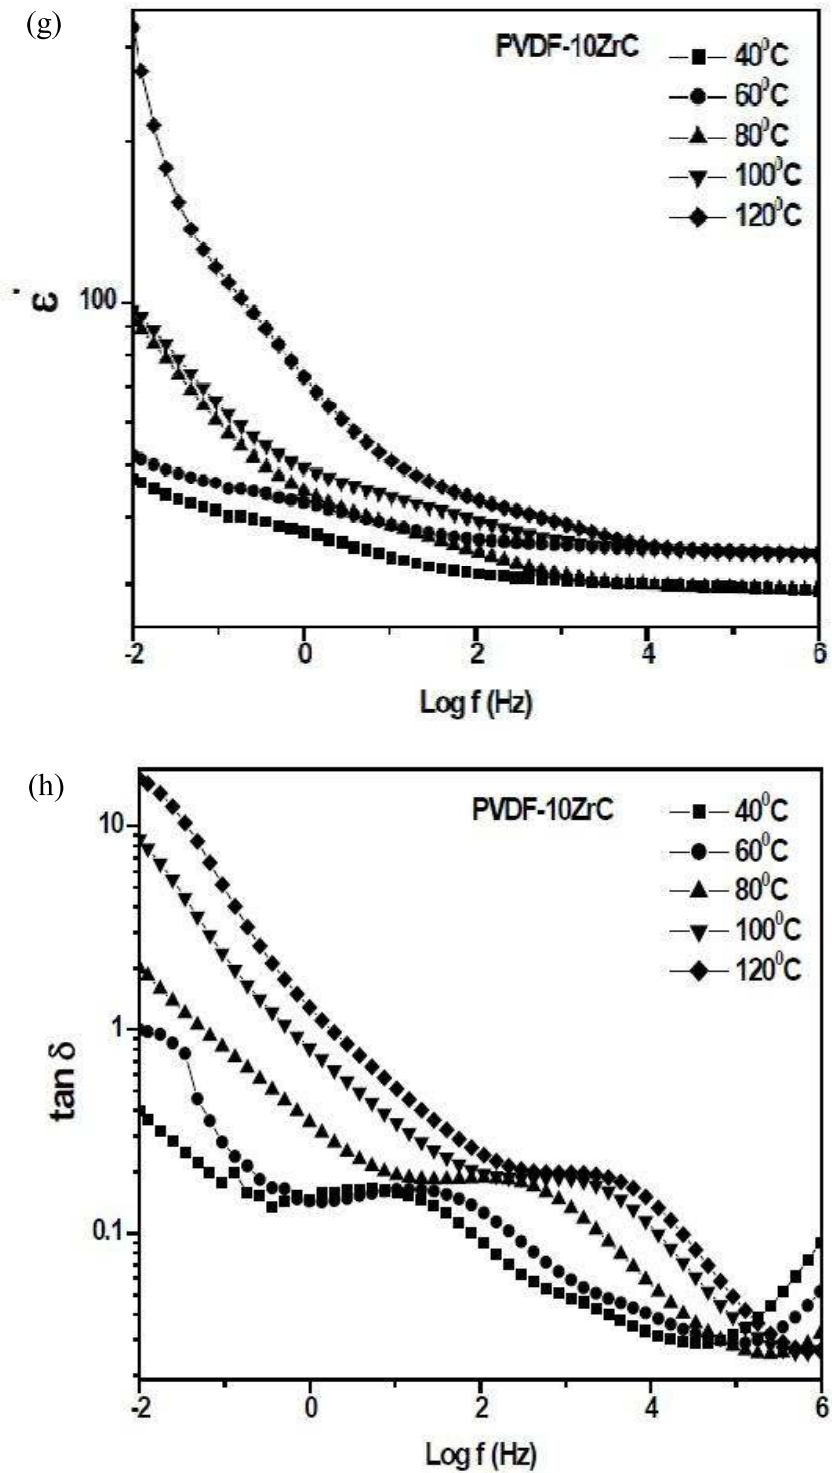 (g)
PVDF-10ZrC
40⁰C
60⁰C
80⁰C
100⁰C
120⁰C
ε'
100
-2 0 2 4 6
Log f (Hz)
(h)
PVDF-10ZrC
40⁰C
60⁰C
80⁰C
100⁰C
120⁰C
tan δ
10
1
0.1
-2 0 2 4 6
Log f (Hz)